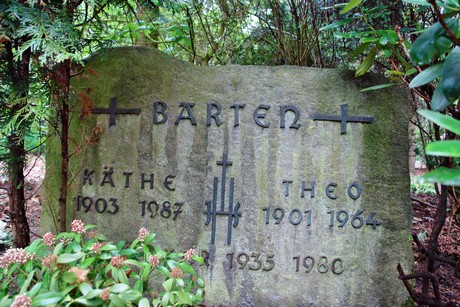 BARTEN
KÄTHE THEO
1903 1987 1901 1964
1935 1980